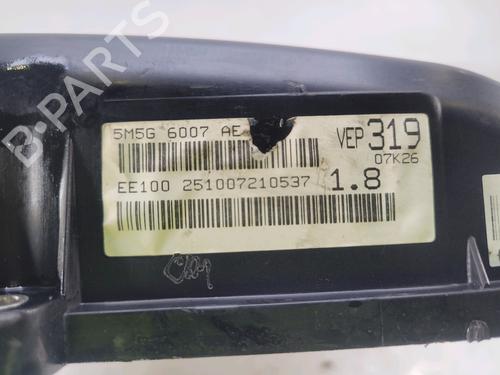 B-PARTS
5M5G 6007 AE
VEP 319
07K26
EE100 251007210537
1.8